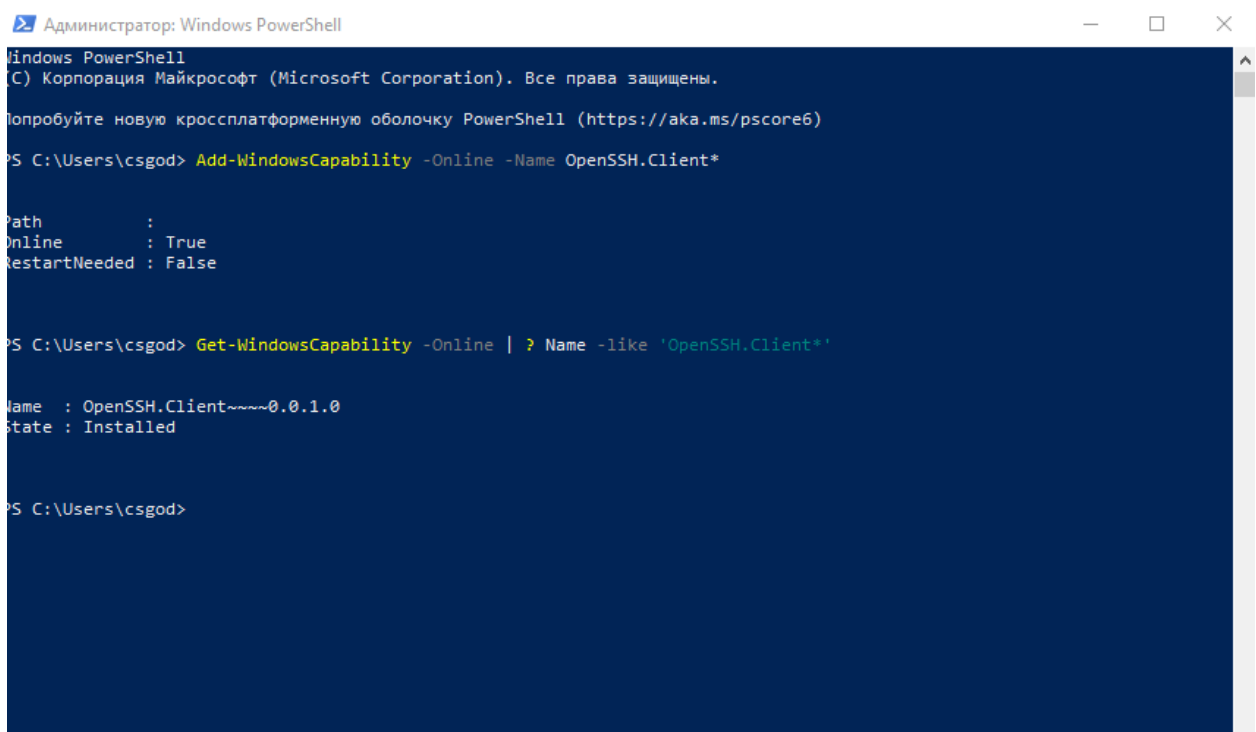 Администратор: Windows PowerShell
Windows PowerShell
(C) Корпорация Майкрософт (Microsoft Corporation). Все права защищены.
Попробуйте новую кроссплатформенную оболочку PowerShell (https://aka.ms/pscore6)
PS C:\Users\csgod> Add-WindowsCapability -Online -Name OpenSSH.Client*
Path          :
Online        : True
RestartNeeded : False
PS C:\Users\csgod> Get-WindowsCapability -Online | ? Name -like 'OpenSSH.Client*'
Name  : OpenSSH.Client~~~~0.0.1.0
State : Installed
PS C:\Users\csgod>